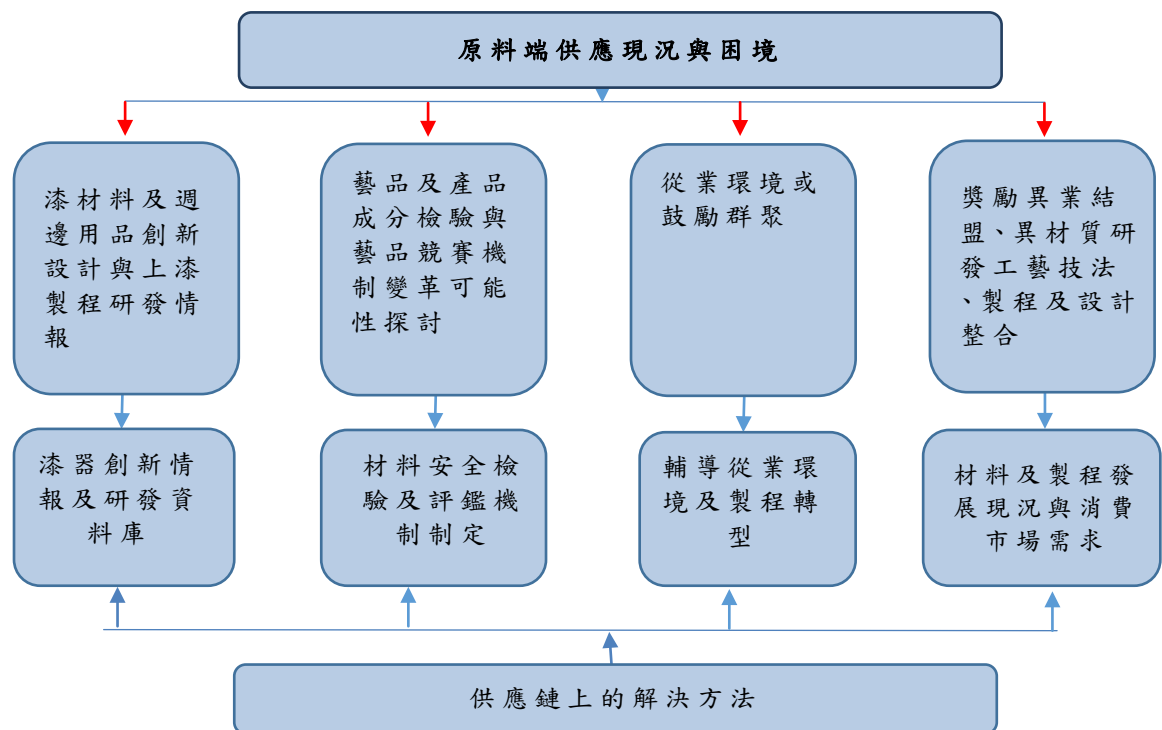 原料端供應現況與困境
漆材料及週
邊用品創新
設計與上漆
製程研發情
報
藝品及產品
成分檢驗與
藝品競賽機
制變革可能
性探討
從業環境或
鼓勵群聚
獎勵異業結
盟、異材質研
發工藝技法
、製程及設計
整合
漆器創新情
報及研發資
料庫
材料安全檢
驗及評鑑機
制制定
輔導從業環
境及製程轉
型
材料及製程發
展現況與消費
市場需求
供應鏈上的解決方法